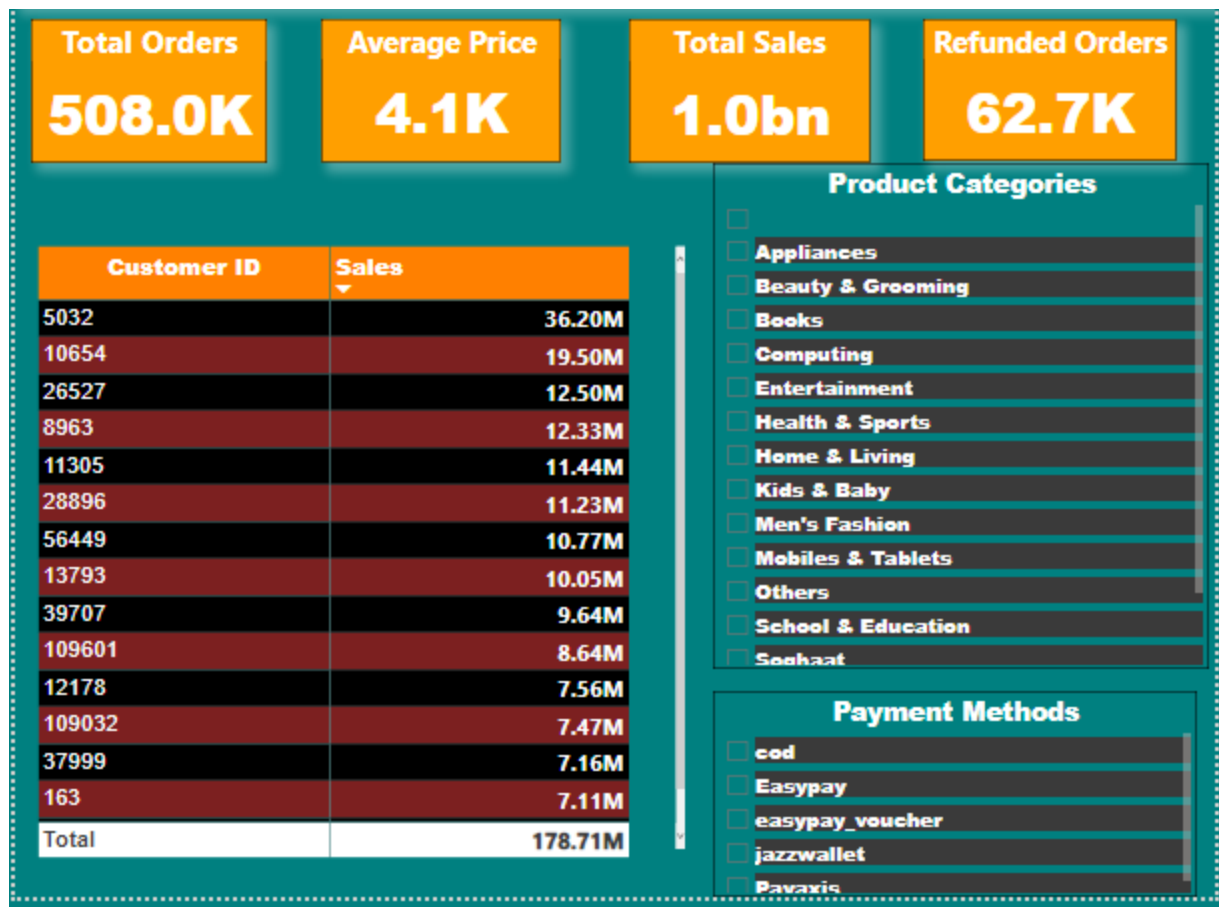 Total Orders
508.0K
Average Price
4.1K
Total Sales
1.0bn
Refunded Orders
62.7K
Customer ID Sales
5032 36.20M
10654 19.50M
26527 12.50M
8963 12.33M
11305 11.44M
28896 11.23M
56449 10.77M
13793 10.05M
39707 9.64M
109601 8.64M
12178 7.56M
109032 7.47M
37999 7.16M
163 7.11M
Total 178.71M
Product Categories
Appliances
Beauty & Grooming
Books
Computing
Entertainment
Health & Sports
Home & Living
Kids & Baby
Men's Fashion
Mobiles & Tablets
Others
School & Education
Soghaat
Payment Methods
cod
Easypay
easypay_voucher
jazzwallet
Payaxis